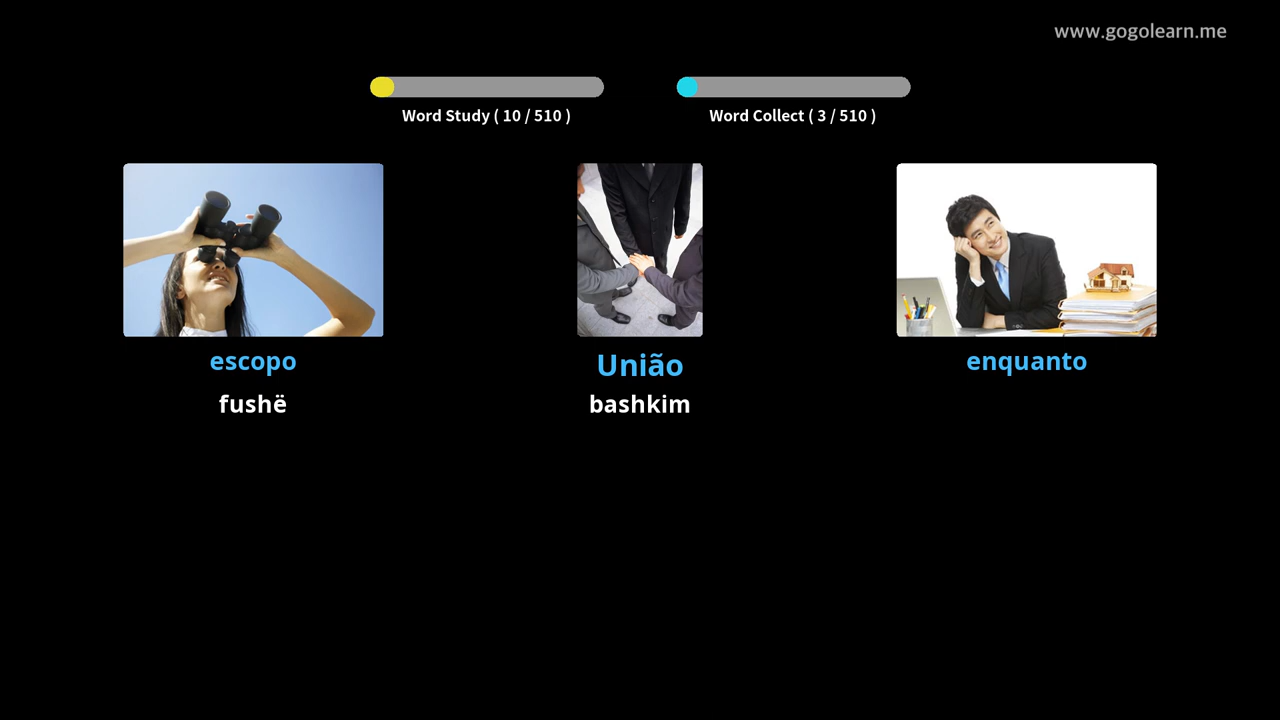 www.gogolearn.me
Word Study ( 10 / 510 )
Word Collect ( 3 / 510 )
escopo
fushë
União
bashkim
enquanto